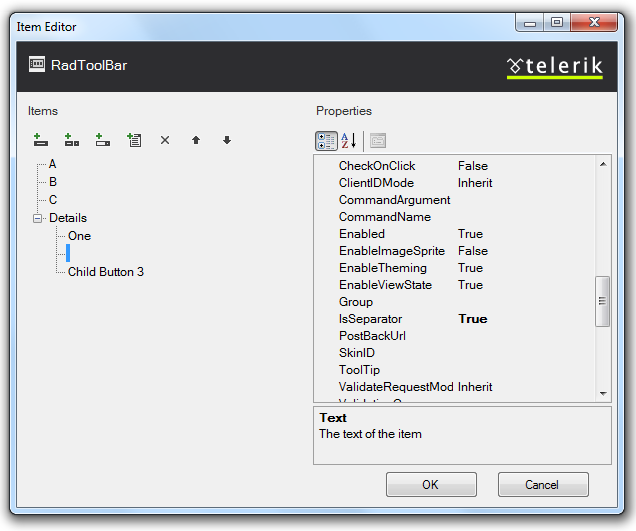 Item Editor
RadToolBar
telerik
Items
Properties
A
Z
A
B
C
Details
One
Child Button 3
CheckOnClick False
ClientIDMode Inherit
CommandArgument
CommandName
Enabled True
EnableImageSprite False
EnableTheming True
EnableViewState True
Group
IsSeparator True
PostBackUrl
SkinID
ToolTip
ValidateRequestMod Inherit
Text
The text of the item
OK
Cancel